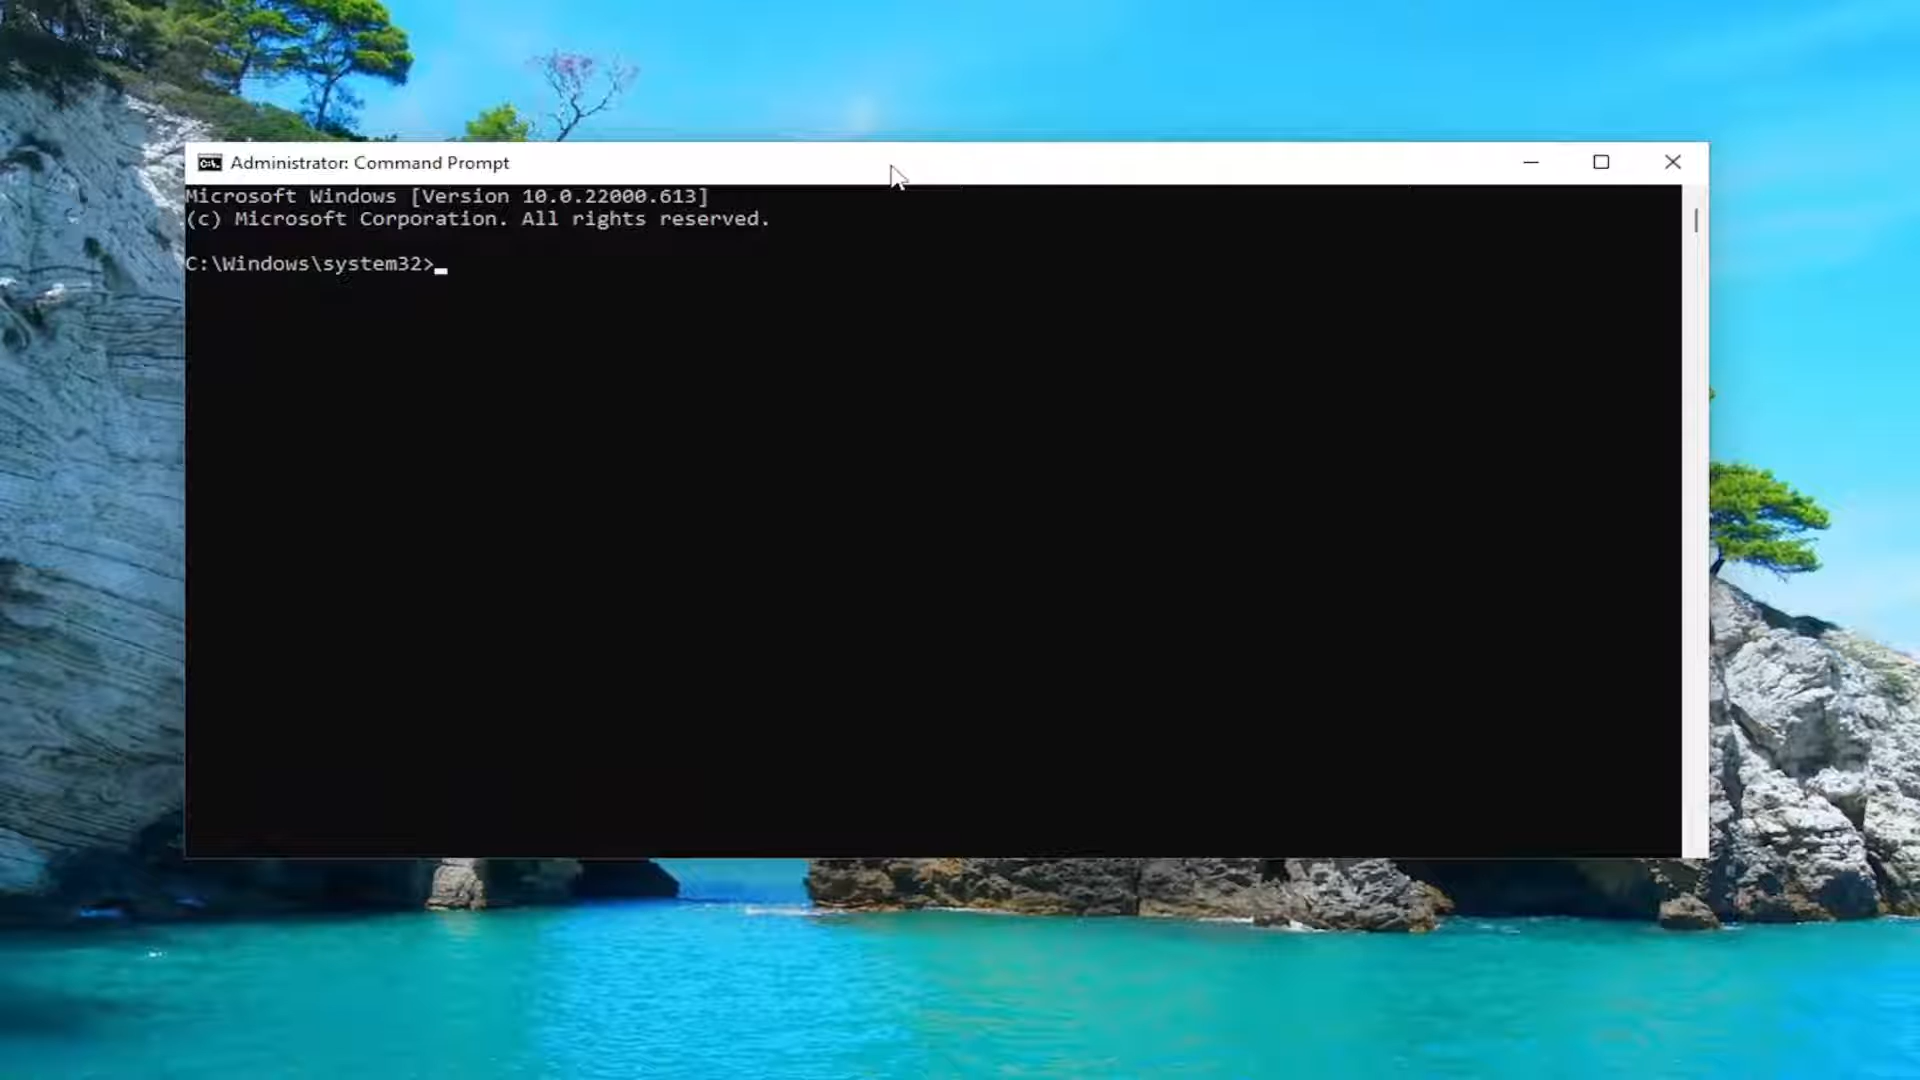 Administrator: Command Prompt
Microsoft Windows [Version 10.0.22000.613]
(c) Microsoft Corporation. All rights reserved.
C:\Windows\system32>